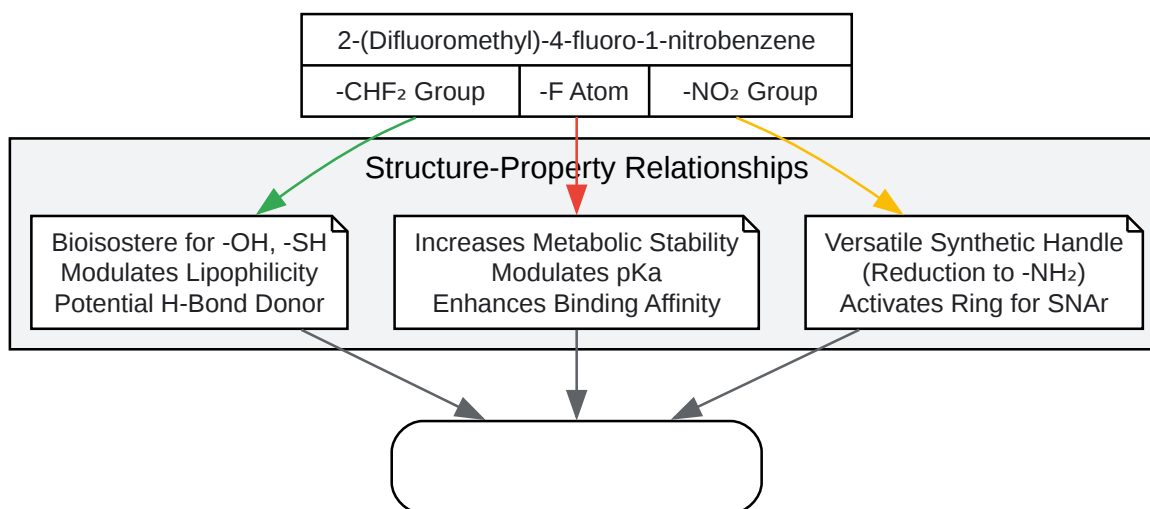 2-(Difluoromethyl)-4-fluoro-1-nitrobenzene
-CHF₂ Group
-F Atom
-NO₂ Group
Structure-Property Relationships
Bioisostere for -OH, -SH
Modulates Lipophilicity
Potential H-Bond Donor
Increases Metabolic Stability
Modulates pKa
Enhances Binding Affinity
Versatile Synthetic Handle
(Reduction to -NH₂)
Activates Ring for SNAr